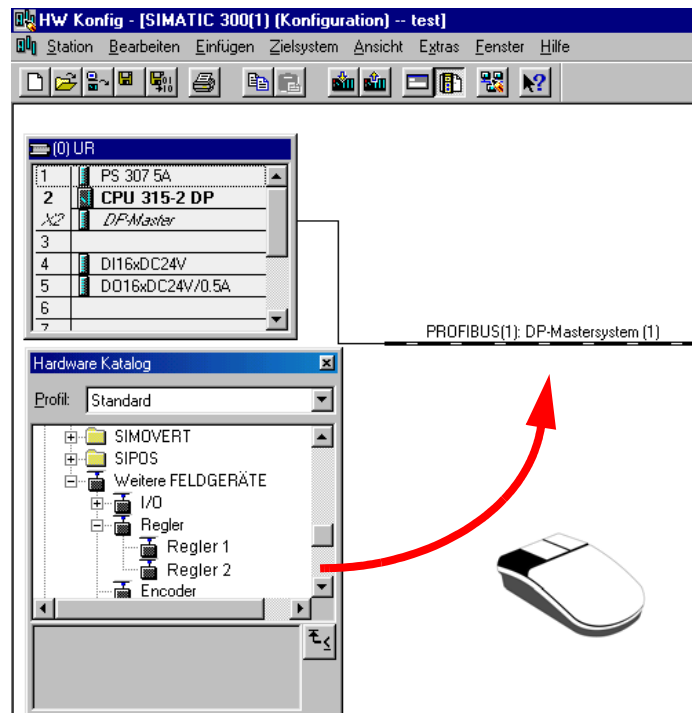 HW Konfig - [SIMATIC 300(1) (Konfiguration) -- test]
Station Bearbeiten Einfügen Zielsystem Ansicht Extras Fenster Hilfe
(0) UR
1 PS 307 5A
2 CPU 315-2 DP
X2 DP-Master
3
4 DI16xDC24V
5 DO16xDC24V/0.5A
6
7
PROFIBUS(1): DP-Mastersystem (1)
Hardware Katalog
Profil: Standard
SIMOVERT
SIPOS
Weitere FELDGERÄTE
I/O
Regler
Regler 1
Regler 2
Encoder